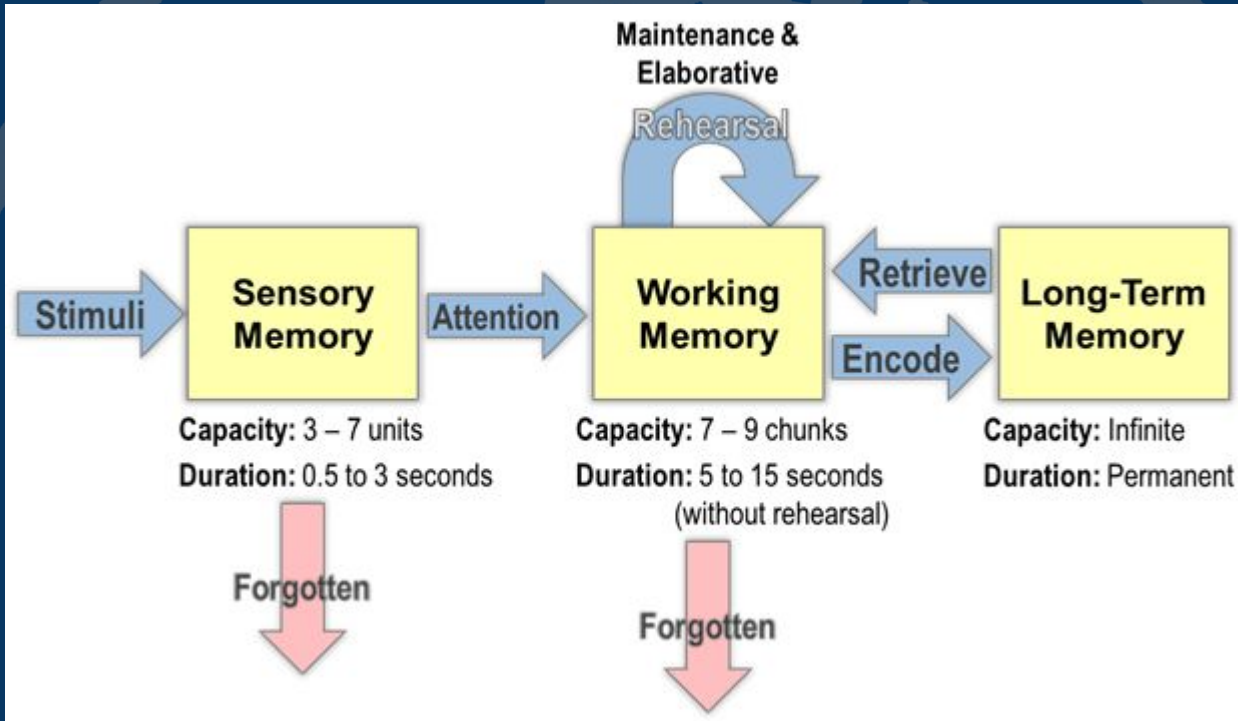 Maintenance &
Elaborative
Rehearsal
Stimuli
Sensory
Memory
Attention
Working
Memory
Retrieve
Encode
Long-Term
Memory
Capacity: 3 – 7 units
Duration: 0.5 to 3 seconds
Capacity: 7 – 9 chunks
Duration: 5 to 15 seconds
(without rehearsal)
Capacity: Infinite
Duration: Permanent
Forgotten
Forgotten